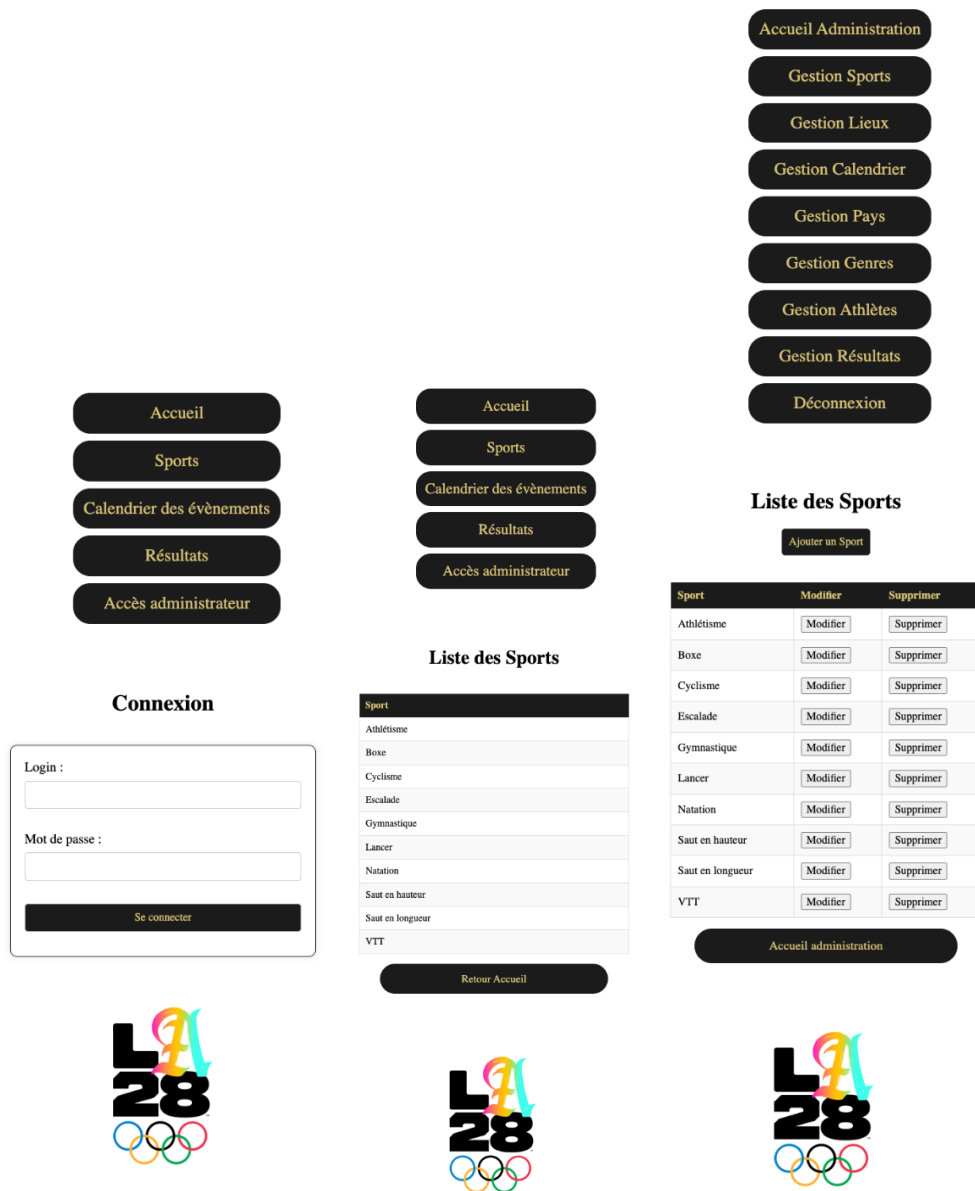 Accueil
Sports
Calendrier des évènements
Résultats
Accès administrateur
Connexion
Login :
Mot de passe :
Se connecter
LA
28
Accueil
Sports
Calendrier des évènements
Résultats
Accès administrateur
Liste des Sports
Sport
Athlétisme
Boxe
Cyclisme
Escalade
Gymnastique
Lancer
Natation
Saut en hauteur
Saut en longueur
VTT
Retour Accueil
LA
28
Accueil Administration
Gestion Sports
Gestion Lieux
Gestion Calendrier
Gestion Pays
Gestion Genres
Gestion Athlètes
Gestion Résultats
Déconnexion
Liste des Sports
Ajouter un Sport
Sport Modifier Supprimer
Athlétisme Modifier Supprimer
Boxe Modifier Supprimer
Cyclisme Modifier Supprimer
Escalade Modifier Supprimer
Gymnastique Modifier Supprimer
Lancer Modifier Supprimer
Natation Modifier Supprimer
Saut en hauteur Modifier Supprimer
Saut en longueur Modifier Supprimer
VTT Modifier Supprimer
Accueil administration
LA
28